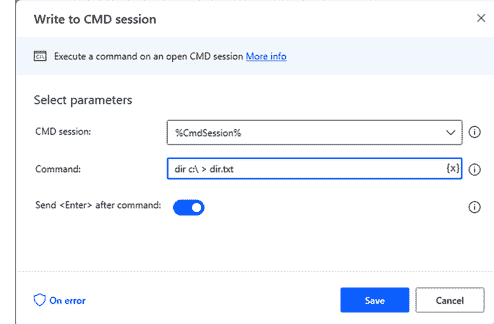 Write to CMD session
Execute a command on an open CMD session More info
Select parameters
CMD session: %CmdSession%
Command: dir c:\ > dir.txt {x}
Send <Enter> after command:
On error Save Cancel